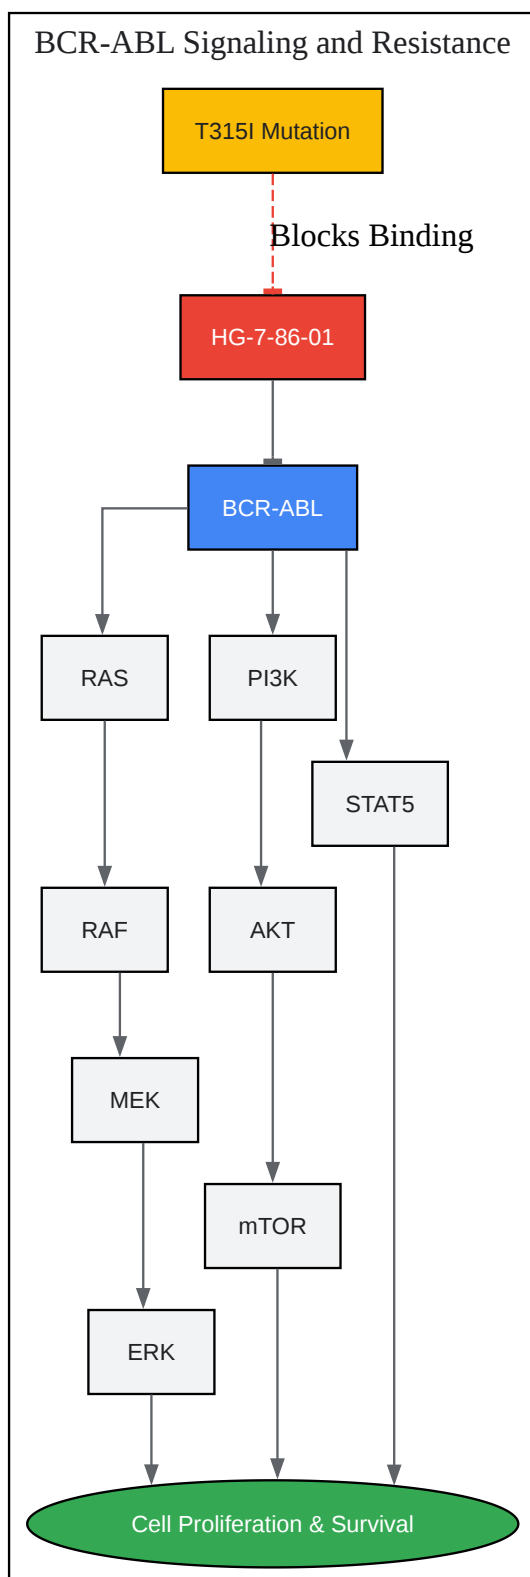 BCR-ABL Signaling and Resistance
T315I Mutation
Blocks Binding
HG-7-86-01
BCR-ABL
RAS
PI3K
STAT5
RAF
AKT
MEK
mTOR
ERK
Cell Proliferation & Survival